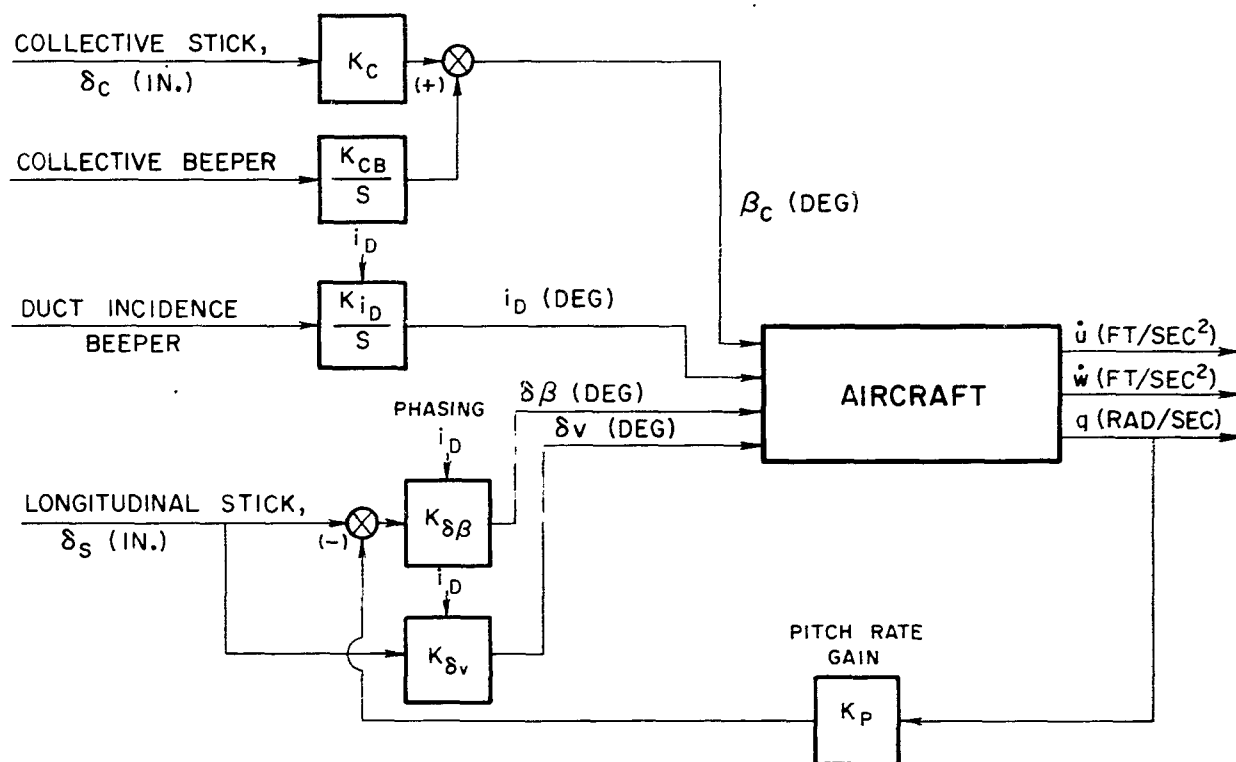 COLLECTIVE STICK,
δC (IN.)
KC
(+)
COLLECTIVE BEEPER
KCB
S
βC (DEG)
iD
DUCT INCIDENCE
BEEPER
KiD
S
iD (DEG)
AIRCRAFT
u̇ (FT/SEC²)
ẇ (FT/SEC²)
q (RAD/SEC)
PHASING
iD
δβ (DEG)
δv (DEG)
LONGITUDINAL STICK,
δS (IN.)
(-)
Kδβ
iD
Kδv
PITCH RATE
GAIN
KP